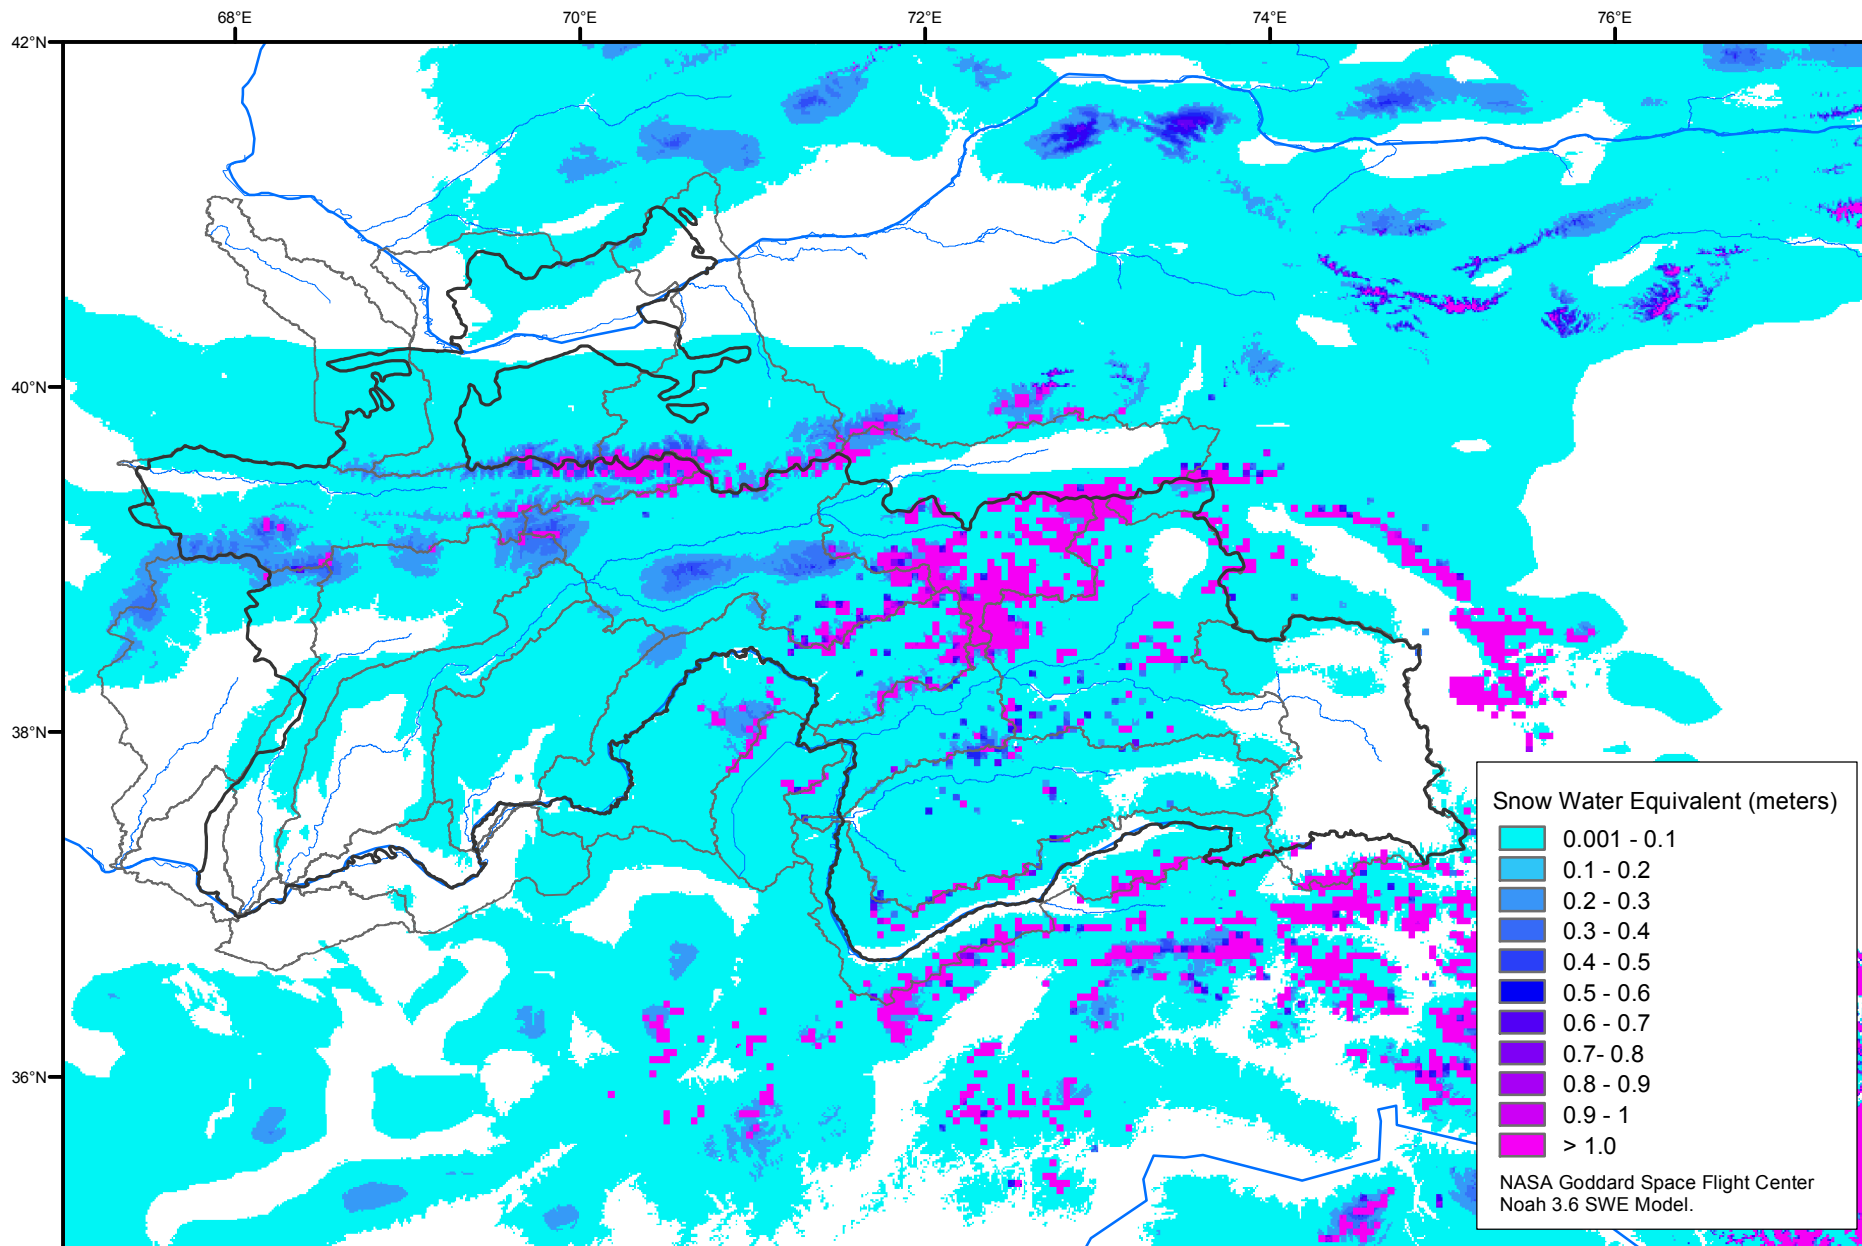 68°E 70°E 72°E 74°E 76°E
42°N
40°N
38°N
36°N
Snow Water Equivalent (meters)
0.001 - 0.1
0.1 - 0.2
0.2 - 0.3
0.3 - 0.4
0.4 - 0.5
0.5 - 0.6
0.6 - 0.7
0.7- 0.8
0.8 - 0.9
0.9 - 1
> 1.0
NASA Goddard Space Flight Center
Noah 3.6 SWE Model.